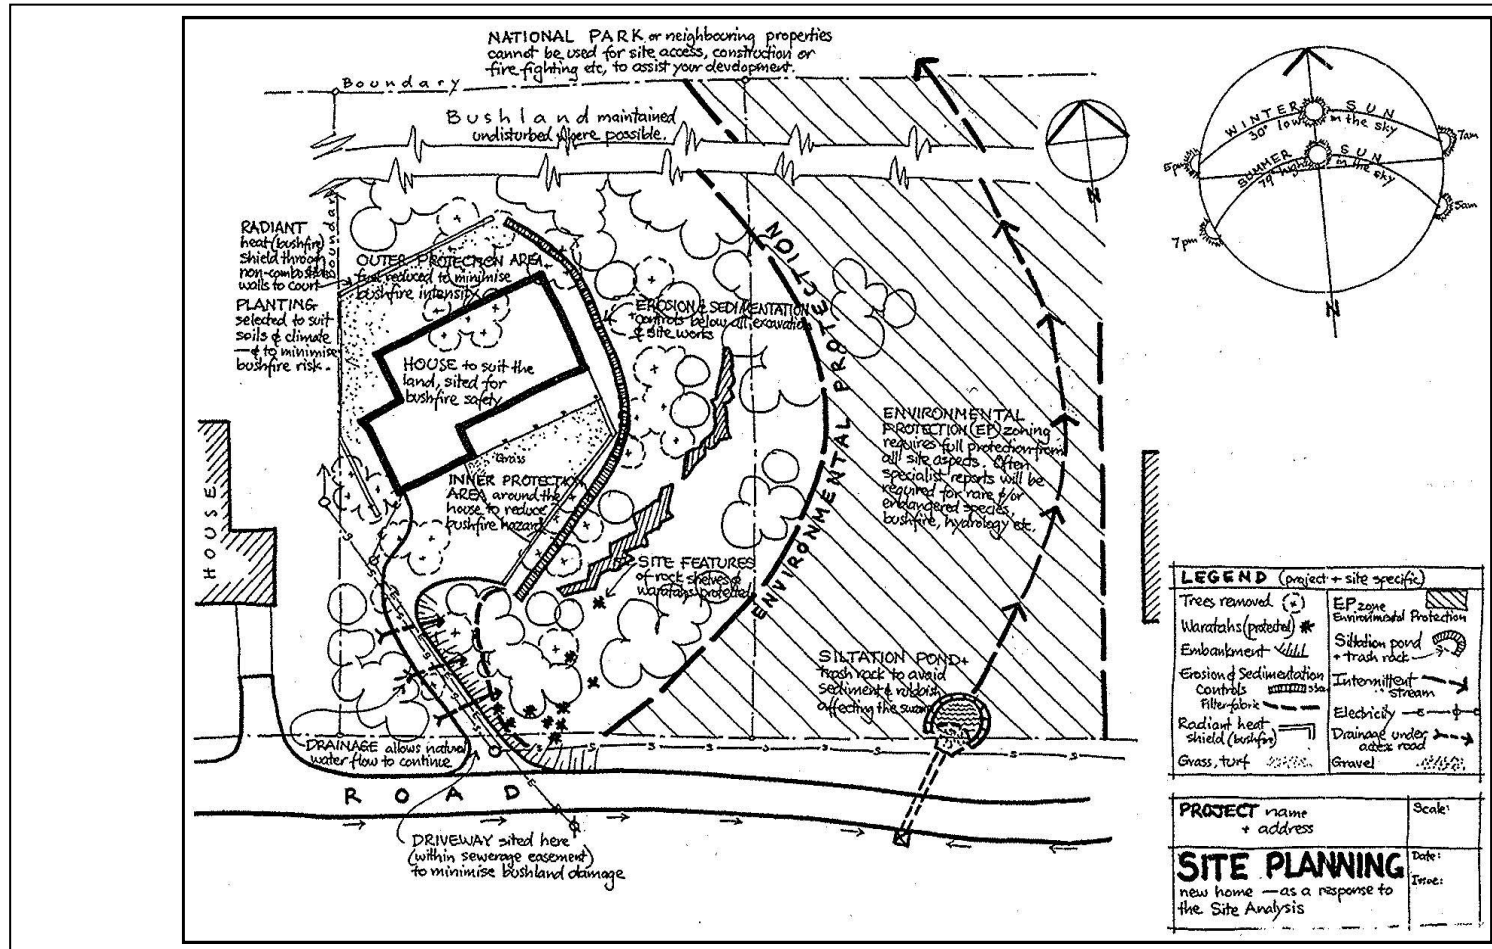 NATIONAL PARK or neighbouring properties
cannot be used for site access, construction or
fire fighting etc, to assist your development.
Boundary
Bushland maintained
undisturbed where possible.
Boundary
RADIANT
heat (bushfire)
shield through
non-combustible
walls to court
PLANTING
selected to suit
soils & climate
— & to minimise
bushfire risk.
OUTER PROTECTION AREA
fuel reduced to minimise
bushfire intensity
EROSION & SEDIMENTATION
controls below all excavation
& site works
HOUSE to suit the
land, sited for
bushfire safety
Grass
INNER PROTECTION
AREA around the
house to reduce
bushfire hazard
SITE FEATURES
of rock shelves &
waratahs protected
ENVIRONMENTAL PROTECTION
ENVIRONMENTAL
PROTECTION (EP) zoning
requires full protection from
all site aspects. Often
specialist reports will be
required for rare &/or
endangered species,
bushfire, hydrology etc.
HOUSE
SILTATION POND +
trash rack to avoid
sediment & rubbish
affecting the swamp
DRAINAGE allows natural
water flow to continue
S S S S S
ROAD
DRIVEWAY sited here
(within sewerage easement)
to minimise bushland damage
N
WINTER SUN
30° low in the sky
SUMMER SUN
79° high in the sky
7am
5pm
5am
7pm
N
LEGEND (project + site specific)
Trees removed
Waratahs (protected)
Embankment
Erosion & Sedimentation
Controls
Filter fabric
Radiant heat
shield (bushfire)
Grass, turf
EP zone
Environmental Protection
Siltation pond
+ trash rack
Intermittent
stream
Electricity
Drainage under
access road
Gravel
PROJECT name
+ address
Scale:
SITE PLANNING
new home — as a response to
the Site Analysis
Date:
Issue: